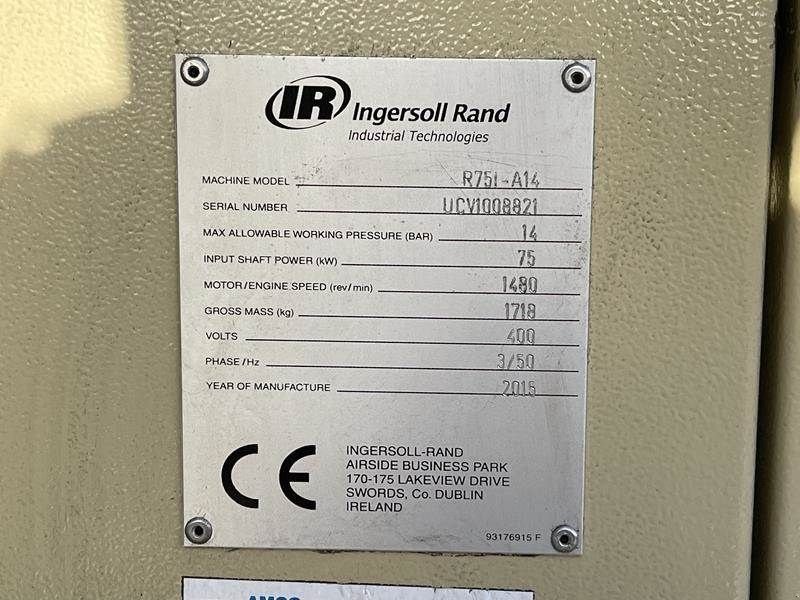 IR Ingersoll Rand
Industrial Technologies
MACHINE MODEL R75I-A14
SERIAL NUMBER UCV1008821
MAX ALLOWABLE WORKING PRESSURE (BAR) 14
INPUT SHAFT POWER (kW) 75
MOTOR/ENGINE SPEED (rev/min) 1480
GROSS MASS (kg) 1718
VOLTS 400
PHASE/Hz 3/50
YEAR OF MANUFACTURE 2015
CE
INGERSOLL-RAND
AIRSIDE BUSINESS PARK
170-175 LAKEVIEW DRIVE
SWORDS, Co. DUBLIN
IRELAND
93176915 F